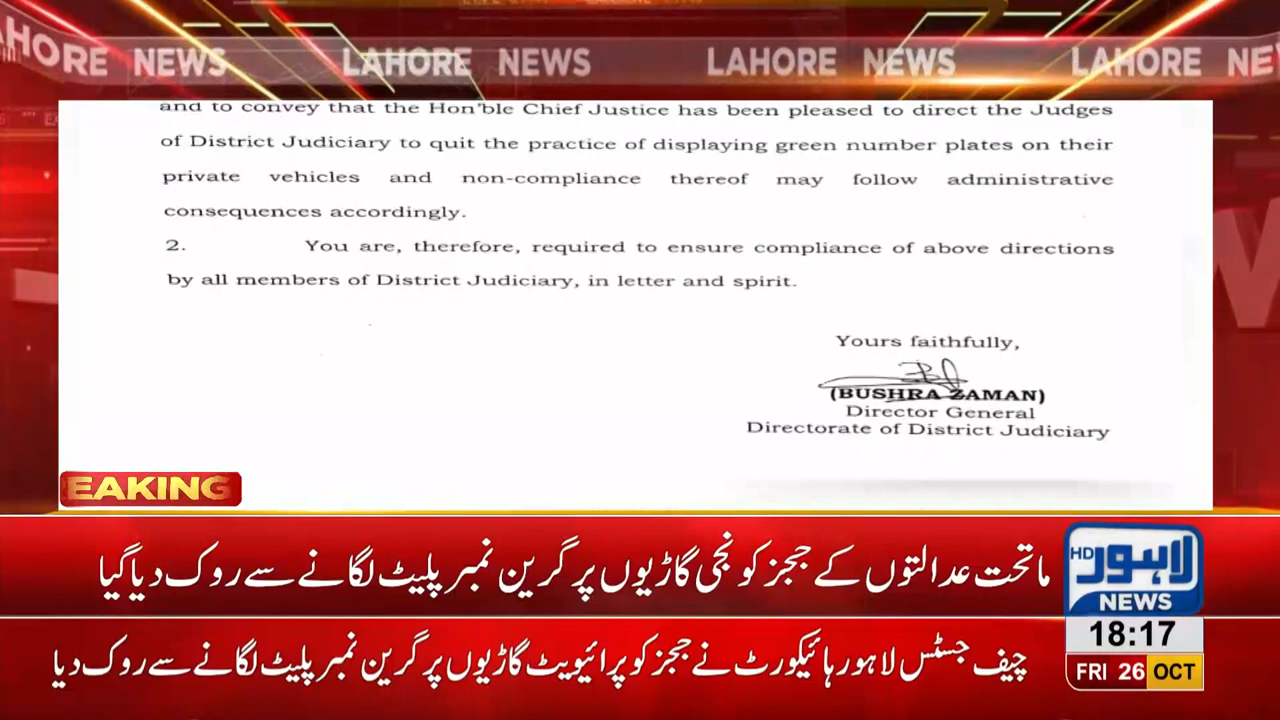 LAHORE NEWS LAHORE NEWS LAHORE NEWS LAHORE NE
and to convey that the Hon'ble Chief Justice has been pleased to direct the Judges
of District Judiciary to quit the practice of displaying green number plates on their
private vehicles and non-compliance thereof may follow administrative
consequences accordingly.
2. You are, therefore, required to ensure compliance of above directions
by all members of District Judiciary, in letter and spirit.
Yours faithfully,
(BUSHRA ZAMAN)
Director General
Directorate of District Judiciary
EAKING
ماتحت عدالتوں کے ججز کو نجی گاڑیوں پر گرین نمبر پلیٹ لگانے سے روک دیا گیا
چیف جسٹس لاہور ہائیکورٹ نے ججز کو پرائیویٹ گاڑیوں پر گرین نمبر پلیٹ لگانے سے روک دیا
HD لاہور
NEWS
18:17
FRI 26 OCT